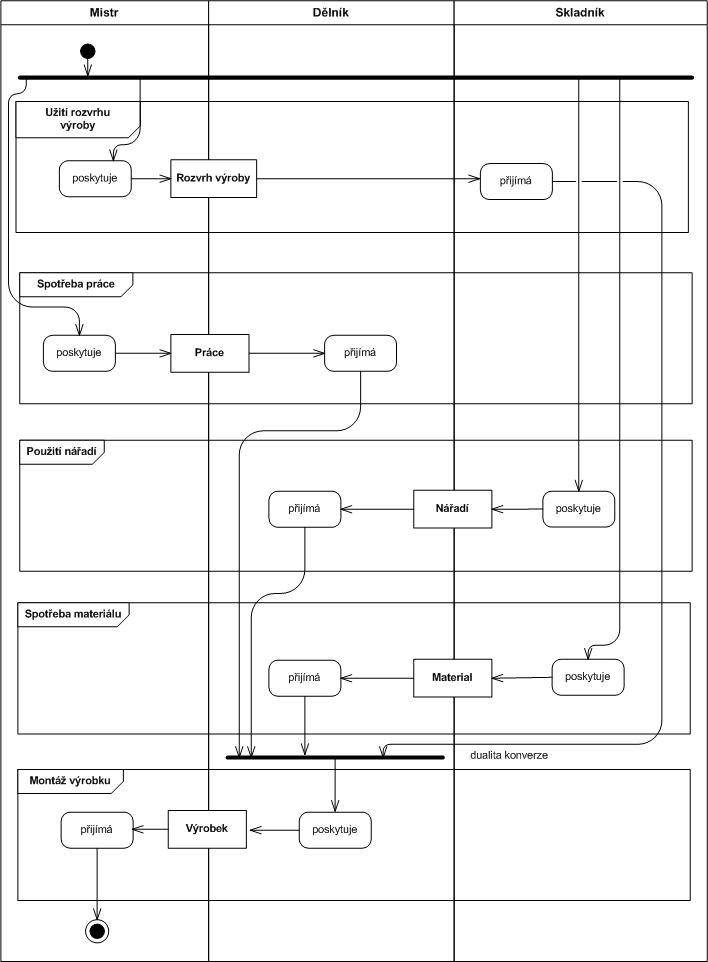 Mistr
Dělník
Skladník
Užití rozvrhu
výroby
poskytuje
Rozvrh výroby
přijímá
Spotřeba práce
poskytuje
Práce
přijímá
Použití nářadí
přijímá
Nářadí
poskytuje
Spotřeba materiálu
přijímá
Material
poskytuje
dualita konverze
Montáž výrobku
přijímá
Výrobek
poskytuje